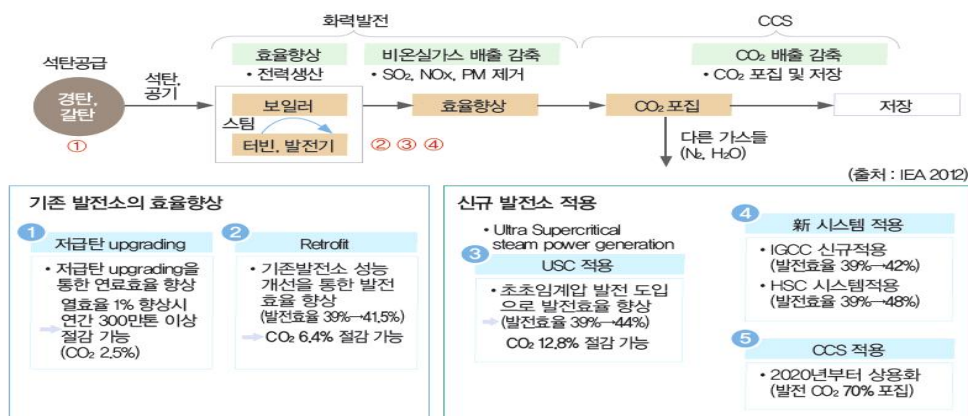 화력발전
CCS
석탄공급
효율향상
비온실가스 배출 감축
CO₂ 배출 감축
• 전력생산
• SO₂, NOx, PM 제거
• CO₂ 포집 및 저장
경탄,
갈탄
석탄,
공기
보일러
스팀
터빈, 발전기
효율향상
CO₂ 포집
저장
①
② ③ ④
다른 가스들
(N₂, H₂O)
(출처 : IEA 2012)
기존 발전소의 효율향상
1
저급탄 upgrading
• 저급탄 upgrading을
통한 연료효율 향상
열효율 1% 향상시
연간 300만톤 이상
절감 가능
(CO₂ 2.5%)
2
Retrofit
• 기존발전소 성능
개선을 통한 발전
효율 향상
(발전효율 39%→41.5%)
CO₂ 6.4% 절감 가능
신규 발전소 적용
• Ultra Supercritical
steam power generation
3
USC 적용
• 초초임계압 발전 도입
으로 발전효율 향상
(발전효율 39%→44%)
CO₂ 12.8% 절감 가능
4
新 시스템 적용
• IGCC 신규적용
(발전효율 39%→42%)
• HSC 시스템적용
(발전효율 39%→48%)
5
CCS 적용
• 2020년부터 상용화
(발전 CO₂ 70% 포집)